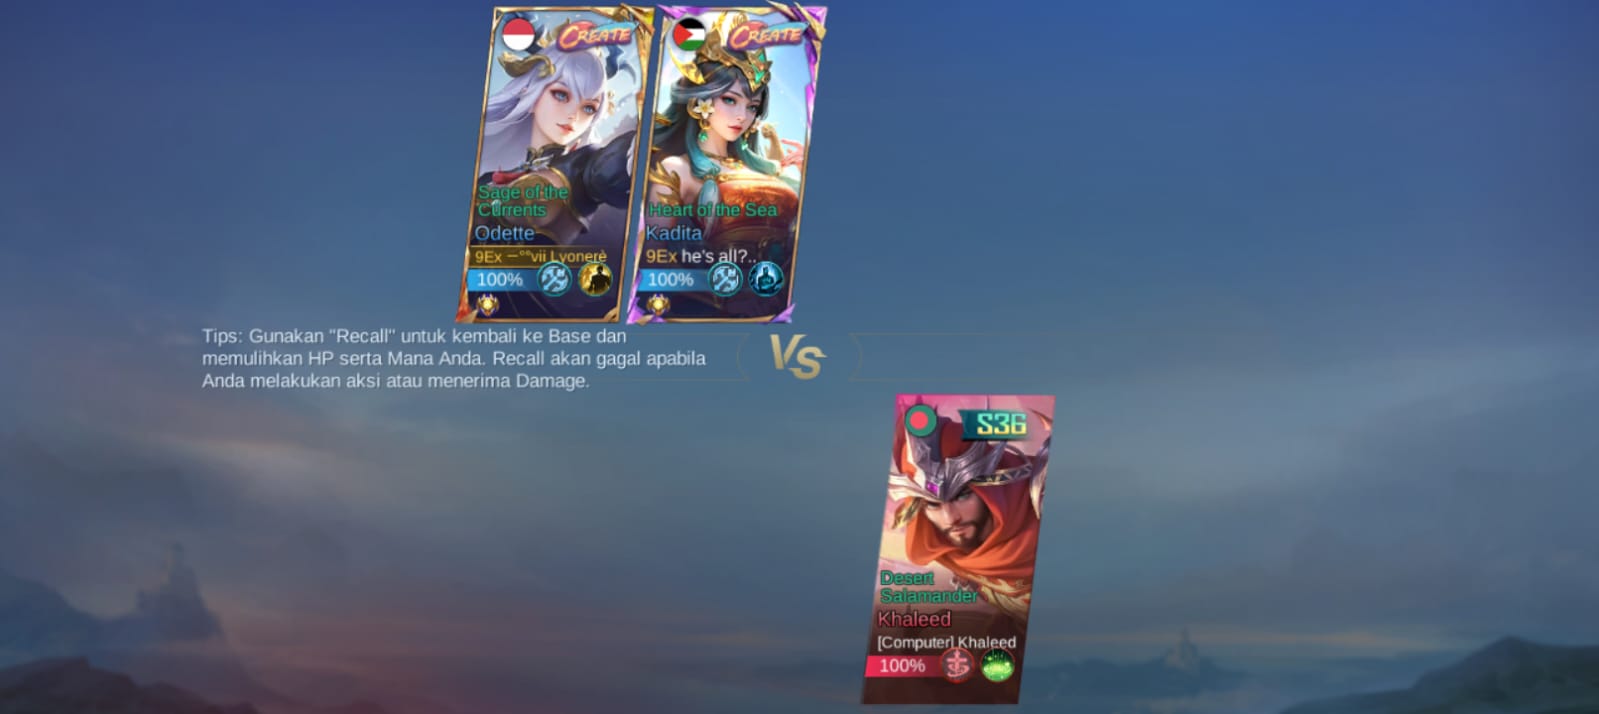 CREATE
Sage of the
Currents
Odette
9Ex –°°vii Lyonerè
100%
CREATE
Heart of the Sea
Kadita
9Ex he's all?..
100%
Tips: Gunakan "Recall" untuk kembali ke Base dan
memulihkan HP serta Mana Anda. Recall akan gagal apabila
Anda melakukan aksi atau menerima Damage.
VS
S36
Desert
Salamander
Khaleed
[Computer] Khaleed
100%